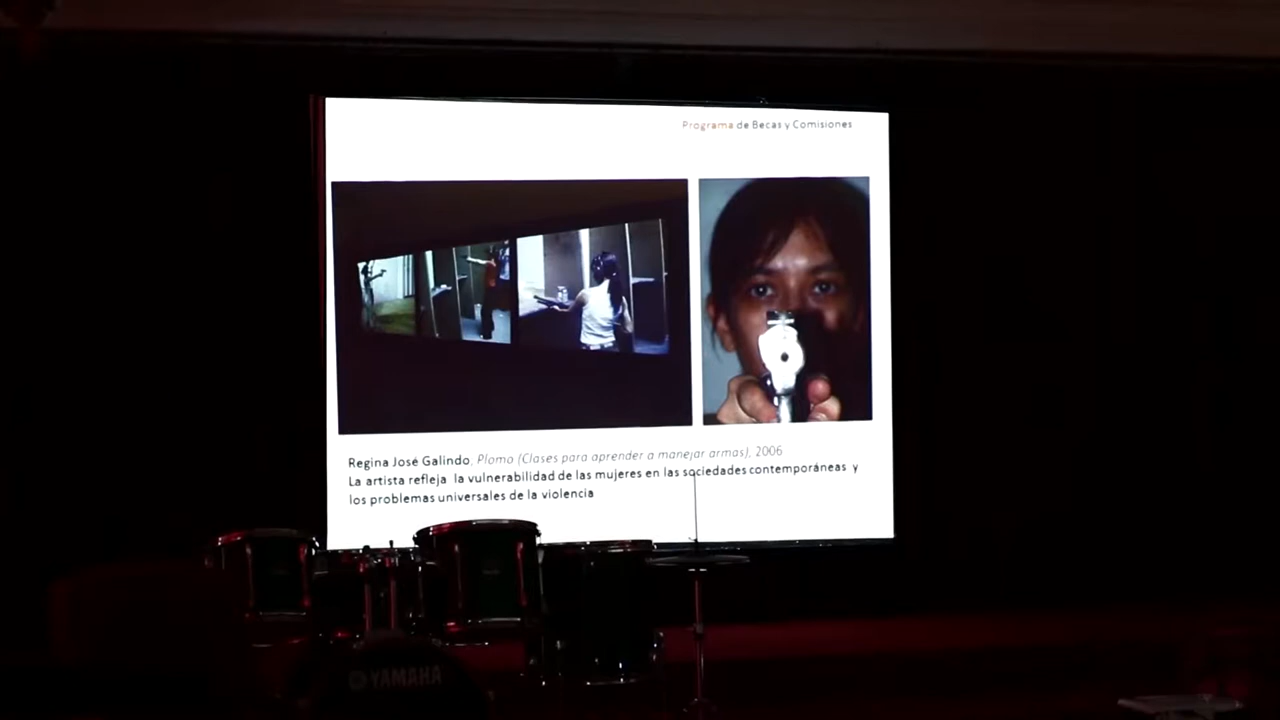 Programa de Becas y Comisiones
Regina José Galindo, Plomo (Clases para aprender a manejar armas), 2006
La artista refleja la vulnerabilidad de las mujeres en las sociedades contemporáneas y
los problemas universales de la violencia
YAMAHA